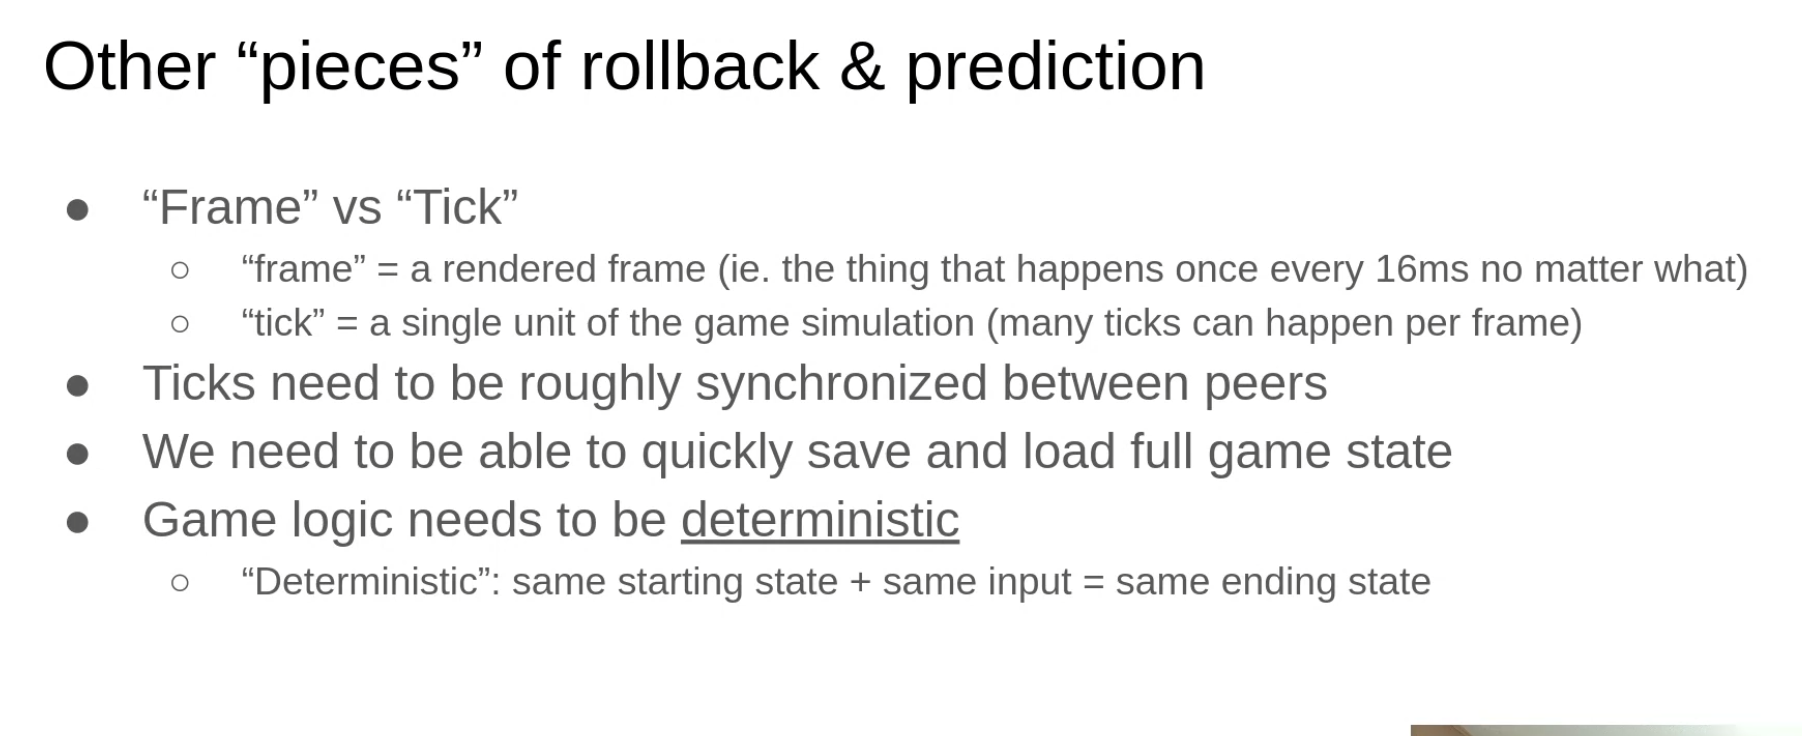 Other “pieces” of rollback & prediction
● “Frame” vs “Tick”
○ “frame” = a rendered frame (ie. the thing that happens once every 16ms no matter what)
○ “tick” = a single unit of the game simulation (many ticks can happen per frame)
● Ticks need to be roughly synchronized between peers
● We need to be able to quickly save and load full game state
● Game logic needs to be deterministic
○ “Deterministic”: same starting state + same input = same ending state